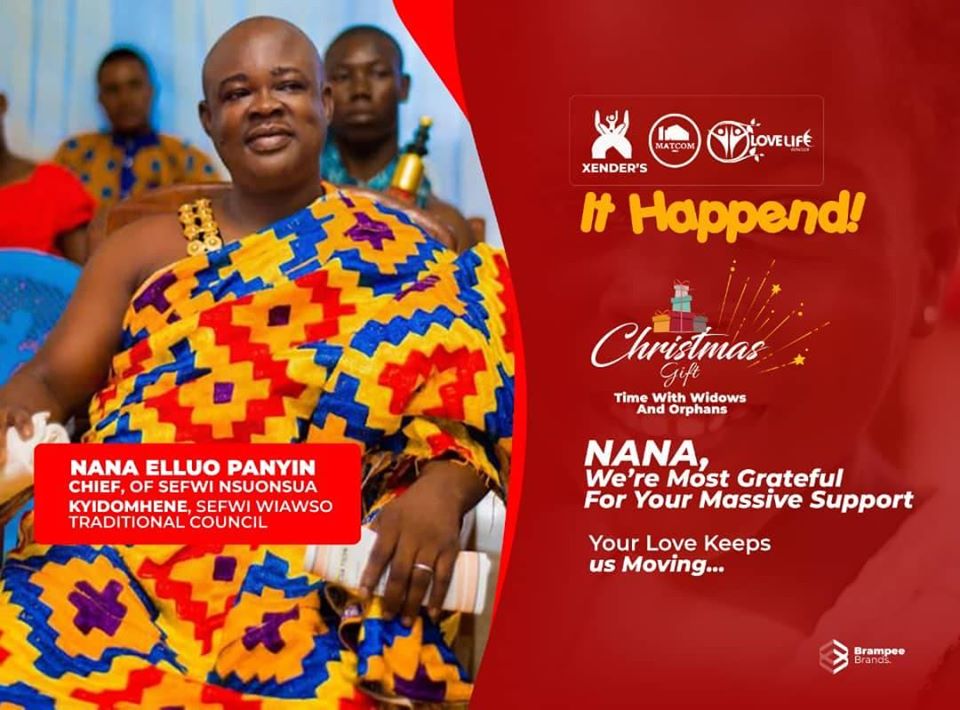 NANA ELLUO PANYIN
CHIEF, OF SEFWI NSUONSUA
KYIDOMHENE, SEFWI WIAWSO
TRADITIONAL COUNCIL
XENDER'S
MATCOM
LOVE LIFE
It Happend!
Christmas
Gift
Time With Widows
And Orphans
NANA,
We're Most Grateful
For Your Massive Support
Your Love Keeps
us Moving...
Brampee
Brands.